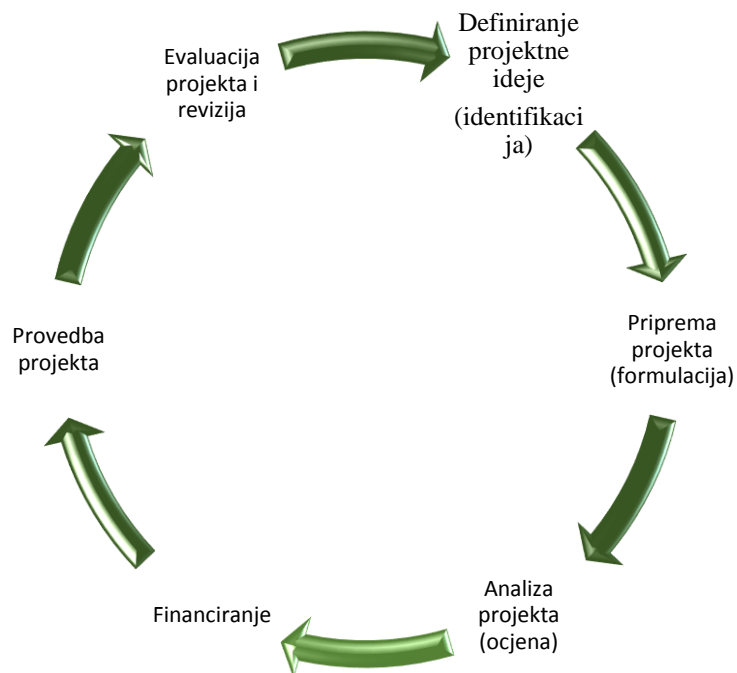 Definiranje
projektne
ideje
(identifikaci
ja)
Priprema
projekta
(formulacija)
Analiza
projekta
(ocjena)
Financiranje
Provedba
projekta
Evaluacija
projekta i
revizija